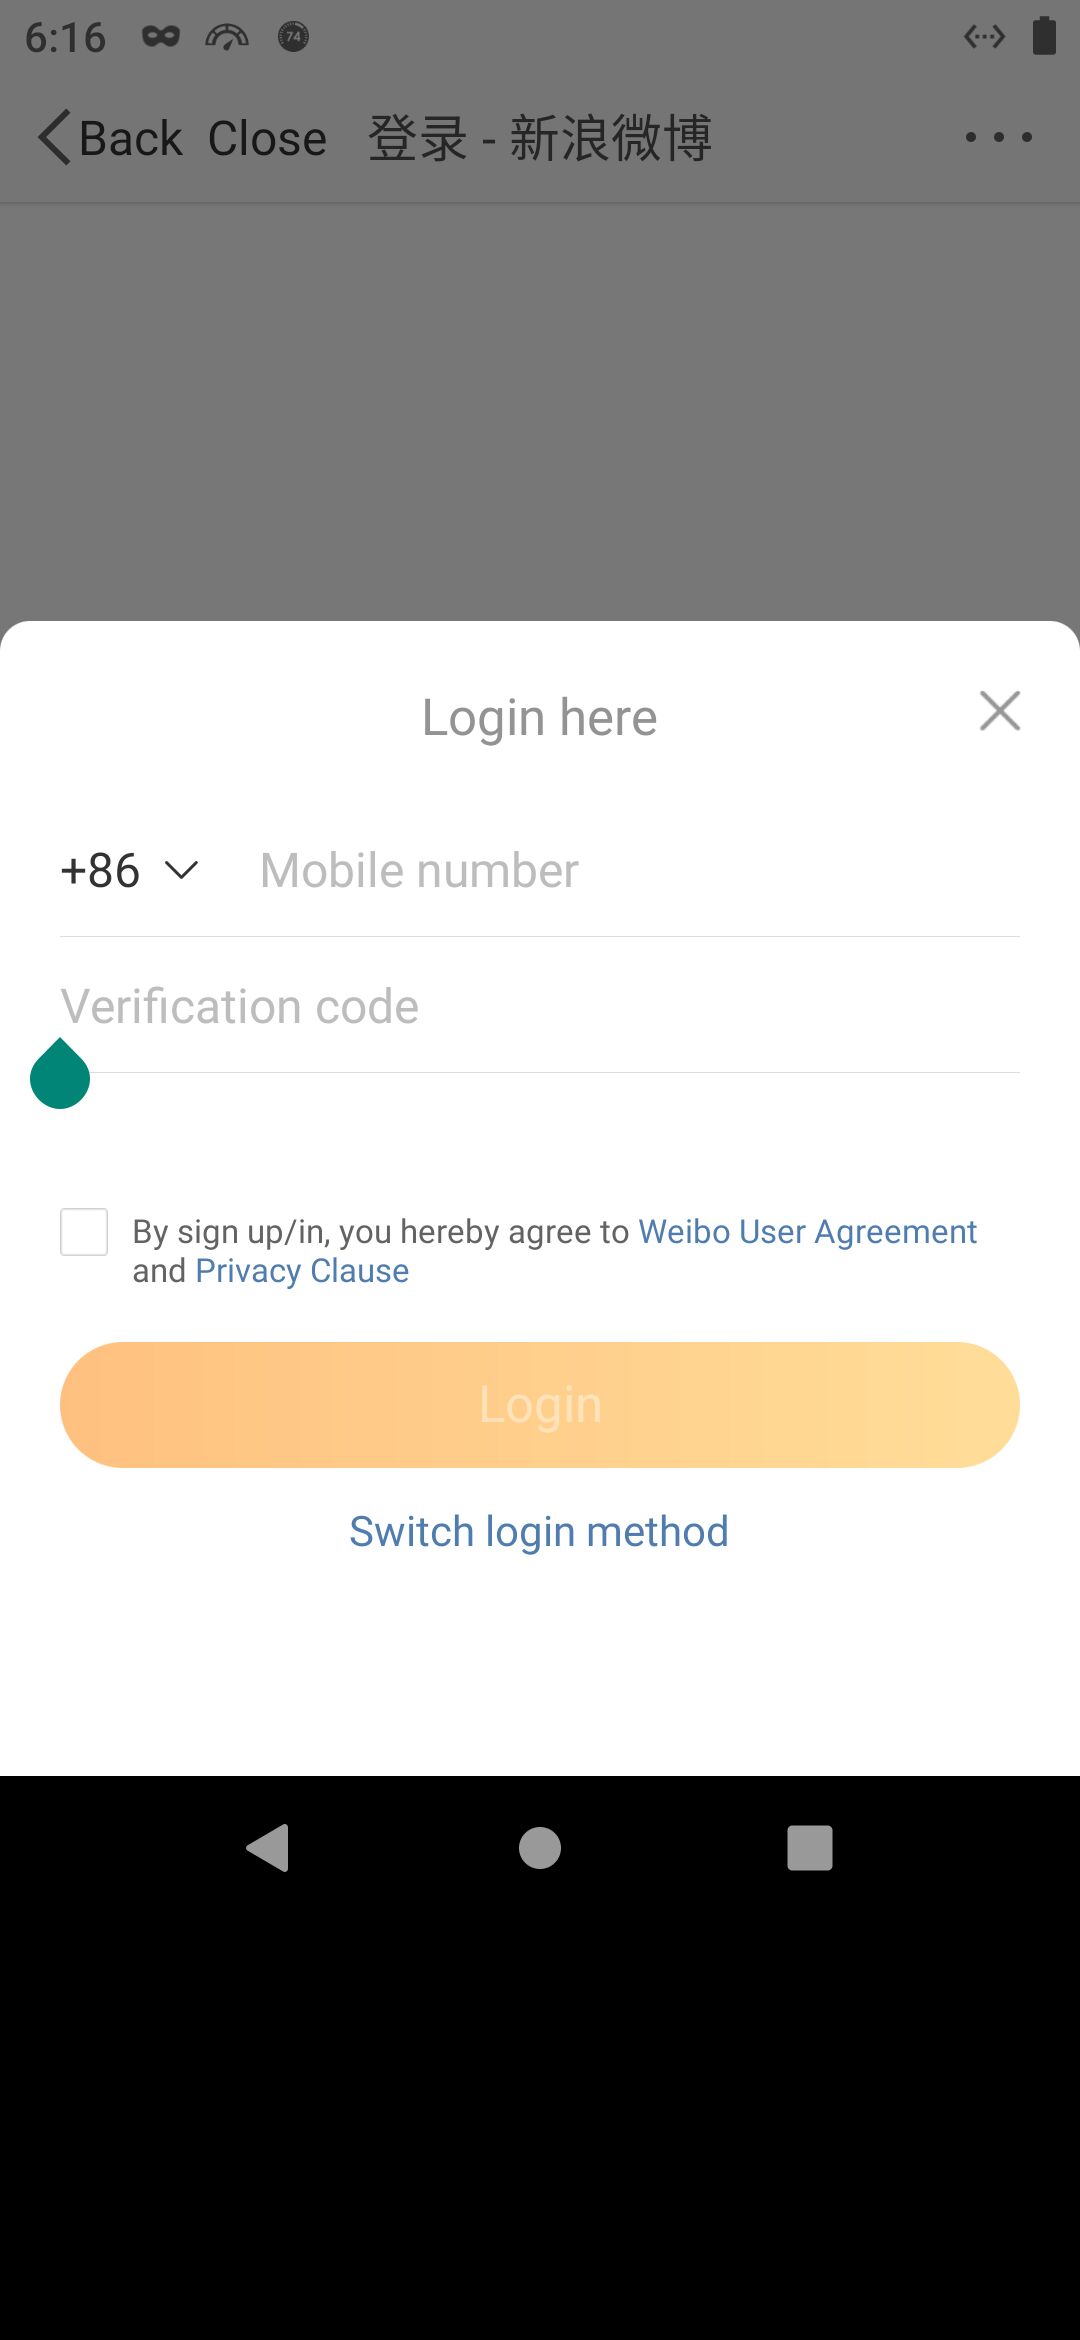 6:16
74
Back Close 登录 - 新浪微博
Login here
+86 Mobile number
Verification code
By sign up/in, you hereby agree to Weibo User Agreement
and Privacy Clause
Login
Switch login method